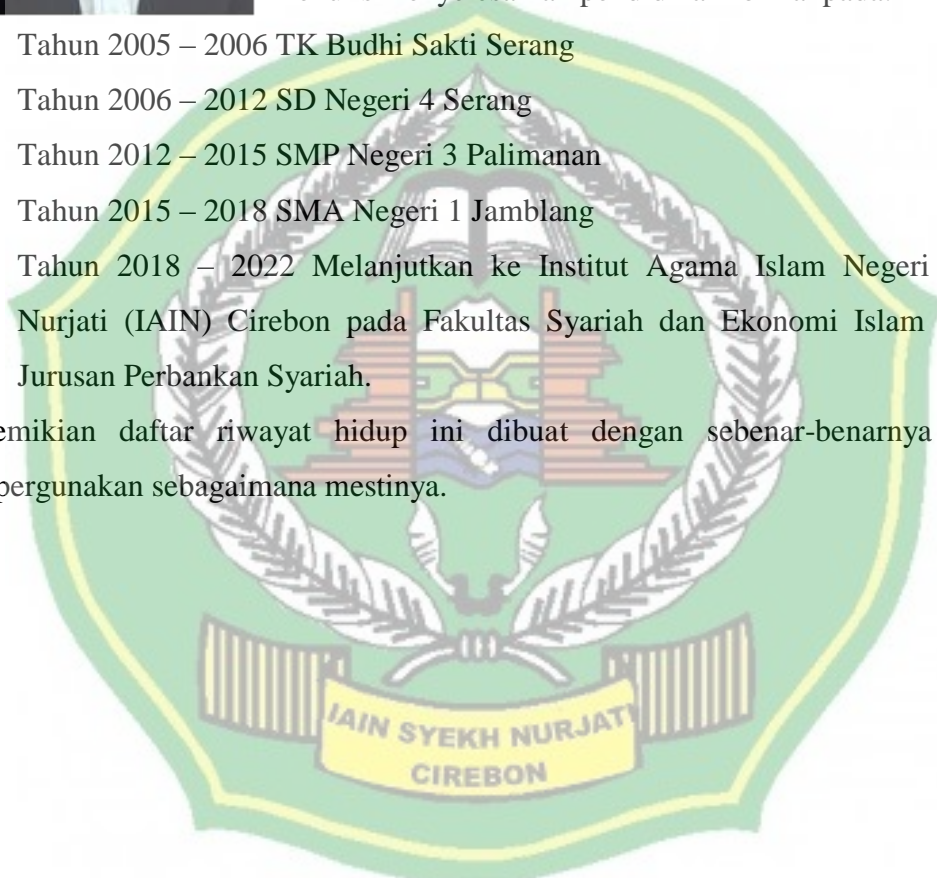 Tahun 2005 – 2006 TK Budhi Sakti Serang
Tahun 2006 – 2012 SD Negeri 4 Serang
Tahun 2012 – 2015 SMP Negeri 3 Palimanan
Tahun 2015 – 2018 SMA Negeri 1 Jamblang
Tahun 2018 – 2022 Melanjutkan ke Institut Agama Islam Negeri
Nurjati (IAIN) Cirebon pada Fakultas Syariah dan Ekonomi Islam
Jurusan Perbankan Syariah.
emikian daftar riwayat hidup ini dibuat dengan sebenar-benarnya
pergunakan sebagaimana mestinya.
IAIN SYEKH NURJATI
CIREBON